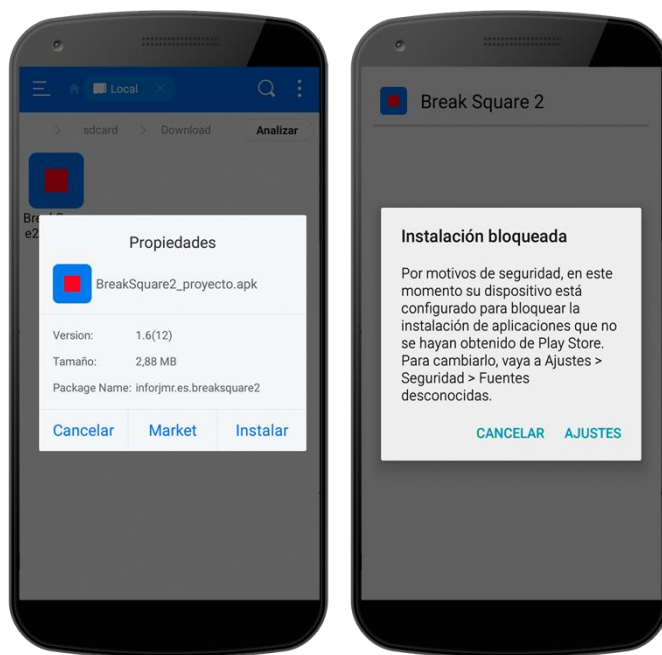 Local
sdcard > Download
Analizar
Bre
e2
Propiedades
BreakSquare2_proyecto.apk
Version: 1.6(12)
Tamaño: 2,88 MB
Package Name: inforjmr.es.breaksquare2
Cancelar Market Instalar
Break Square 2
Instalación bloqueada
Por motivos de seguridad, en este
momento su dispositivo está
configurado para bloquear la
instalación de aplicaciones que no
se hayan obtenido de Play Store.
Para cambiarlo, vaya a Ajustes >
Seguridad > Fuentes
desconocidas.
CANCELAR AJUSTES